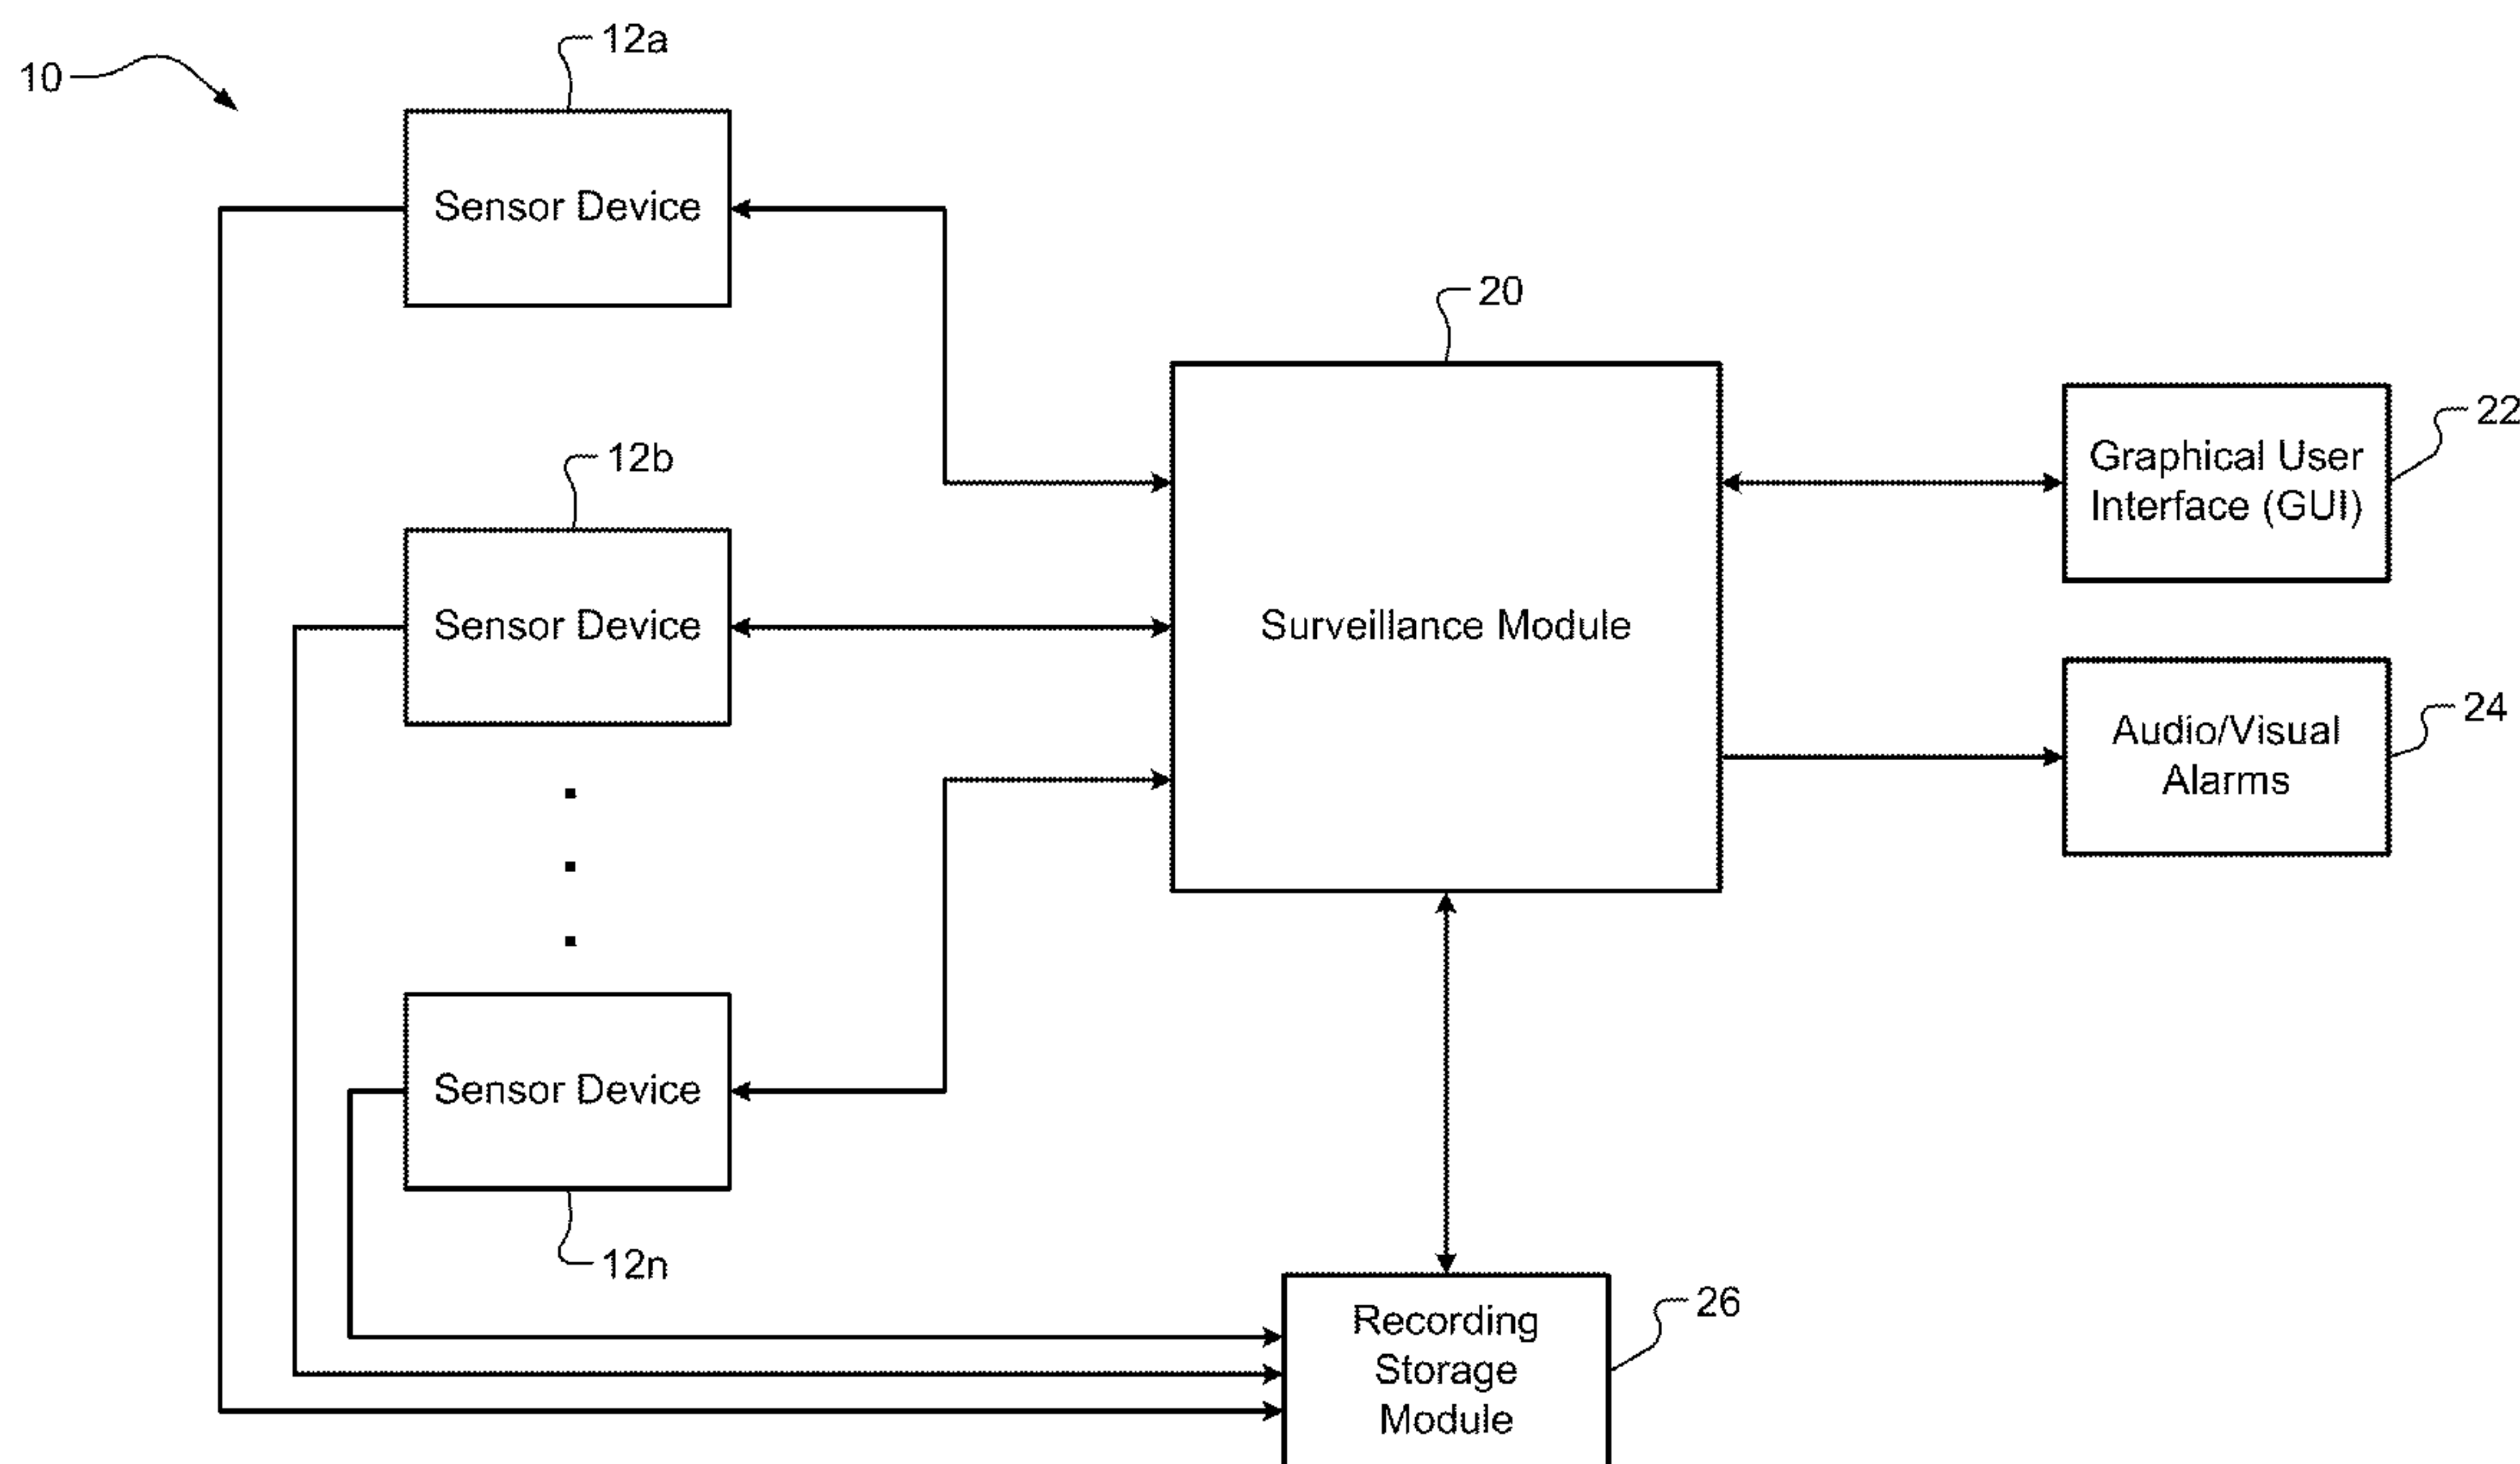 10
12a
Sensor Device
20
12b
Sensor Device
Surveillance Module
Graphical User
Interface (GUI)
22
Audio/Visual
Alarms
24
Sensor Device
12n
Recording
Storage
Module
26